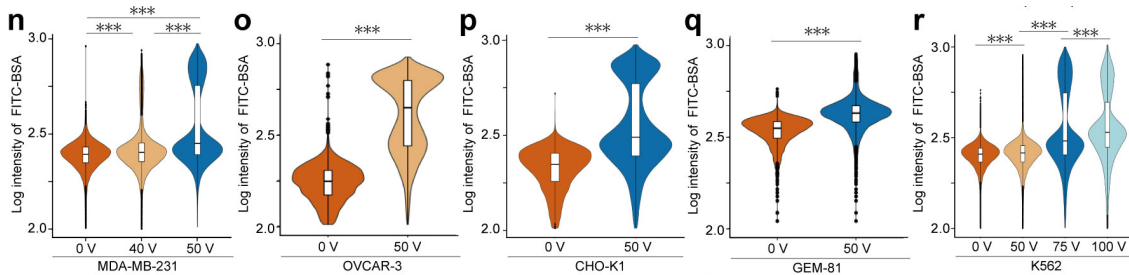 n
***
***
***
Log intensity of FITC-BSA
3.0
2.5
2.0
0 V
40 V
50 V
MDA-MB-231
o
***
Log intensity of FITC-BSA
3.0
2.5
2.0
0 V
50 V
OVCAR-3
p
***
Log intensity of FITC-BSA
3.0
2.5
2.0
0 V
50 V
CHO-K1
q
***
Log intensity of FITC-BSA
3.0
2.5
2.0
0 V
50 V
GEM-81
r
***
***
***
Log intensity of FITC-BSA
3.0
2.5
2.0
0 V
50 V
75 V
100 V
K562